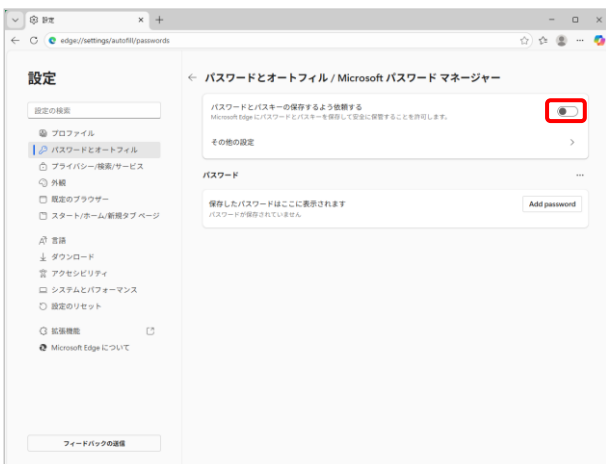 設定
edge://settings/autofill/passwords
設定
← パスワードとオートフィル / Microsoft パスワード マネージャー
設定の検索
パスワードとパスキーの保存するよう依頼する
Microsoft Edge にパスワードとパスキーを保存して安全に保管することを許可します。
その他の設定
プロファイル
パスワードとオートフィル
プライバシー/検索/サービス
外観
既定のブラウザー
スタート/ホーム/新規タブ ページ
言語
ダウンロード
アクセシビリティ
システムとパフォーマンス
設定のリセット
拡張機能
Microsoft Edge について
パスワード
保存したパスワードはここに表示されます
パスワードが保存されていません
Add password
フィードバックの送信